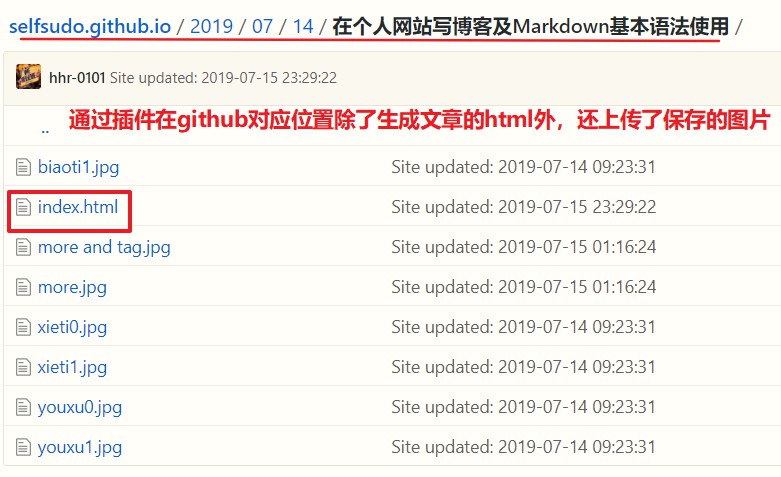 selfsudo.github.io / 2019 / 07 / 14 / 在个人网站写博客及Markdown基本语法使用 /
hhr-0101 Site updated: 2019-07-15 23:29:22
.. 通过插件在github对应位置除了生成文章的html外，还上传了保存的图片
biaoti1.jpg Site updated: 2019-07-14 09:23:31
index.html Site updated: 2019-07-15 23:29:22
more and tag.jpg Site updated: 2019-07-15 01:16:24
more.jpg Site updated: 2019-07-15 01:16:24
xieti0.jpg Site updated: 2019-07-14 09:23:31
xieti1.jpg Site updated: 2019-07-14 09:23:31
youxu0.jpg Site updated: 2019-07-14 09:23:31
youxu1.jpg Site updated: 2019-07-14 09:23:31